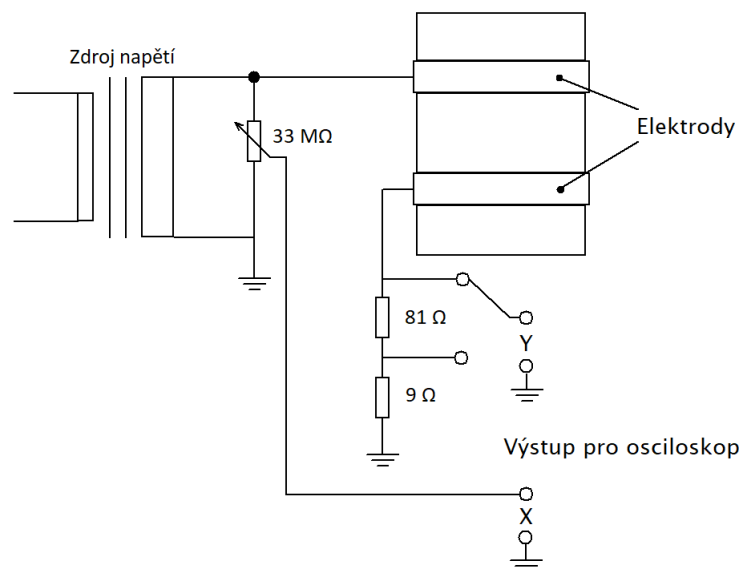 Zdroj napětí
33 MΩ
Elektrody
81 Ω
Y
9 Ω
Výstup pro osciloskop
X